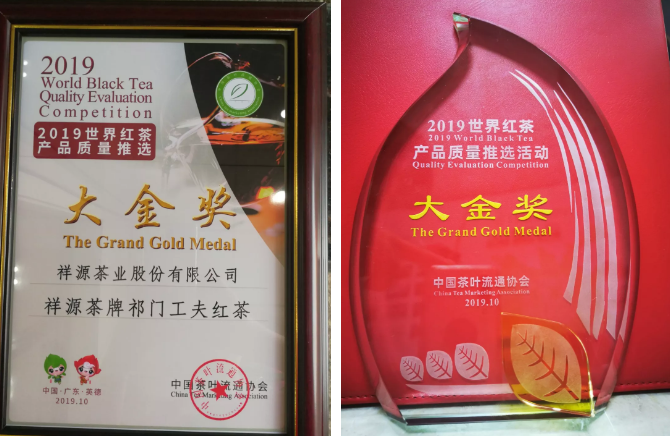 2019
World Black Tea
Quality Evaluation
Competition
2019世界红茶
产品质量推选
大金奖
The Grand Gold Medal
祥源茶业股份有限公司
祥源茶牌祁门工夫红茶
中国·广东·英德
2019.10
中国茶叶流通协会
China Tea Marketing Association
2019世界红茶
2019 World Black Tea
产品质量推选活动
Quality Evaluation Competition
大金奖
The Grand Gold Medal
中国茶叶流通协会
China Tea Marketing Association
2019.10